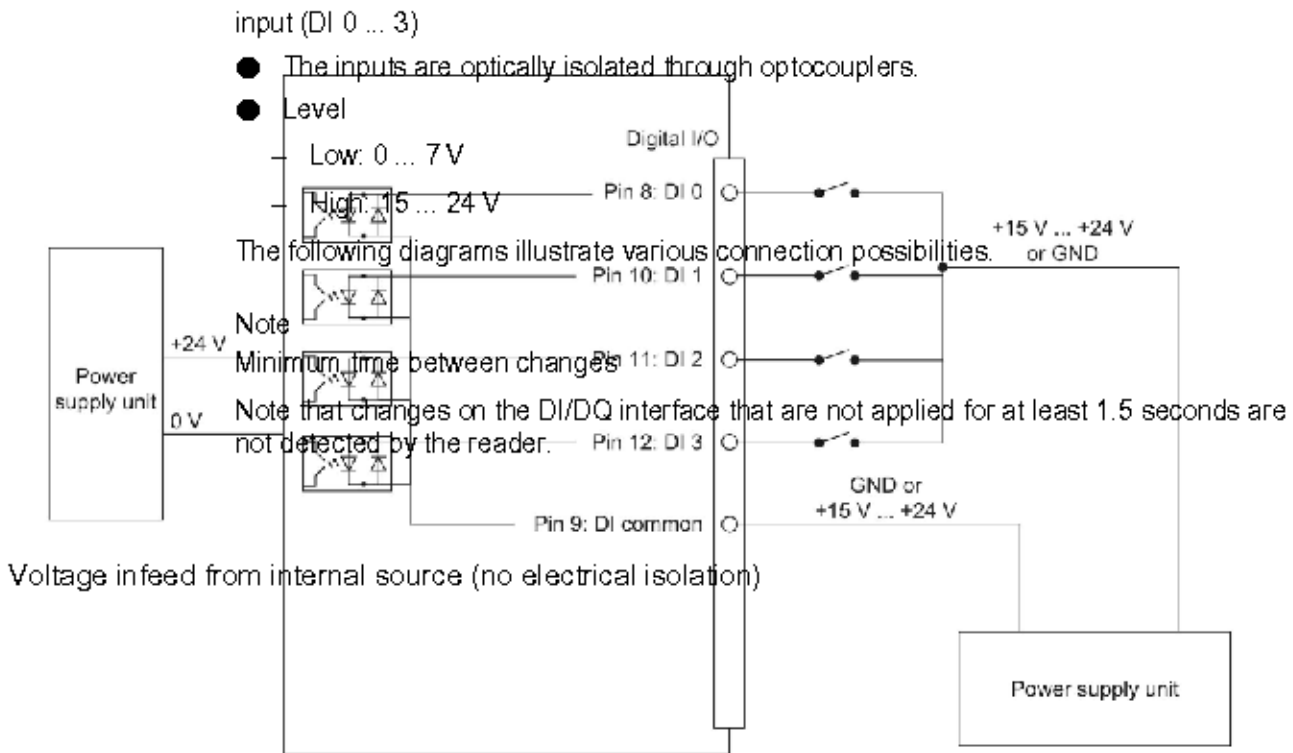 input (DI 0 ... 3)
● The inputs are optically isolated through optocouplers.
● Level
Digital I/O
– Low: 0 ... 7 V
Pin 8: DI 0
– High: 15 ... 24 V
+15 V ... +24 V
or GND
The following diagrams illustrate various connection possibilities.
Pin 10: DI 1
Note
+24 V
Minimum time between changes
Pin 11: DI 2
Power
supply unit
0 V
Note that changes on the DI/DQ interface that are not applied for at least 1.5 seconds are
not detected by the reader.
Pin 12: DI 3
GND or
+15 V ... +24 V
Pin 9: DI common
Voltage infeed from internal source (no electrical isolation)
Power supply unit